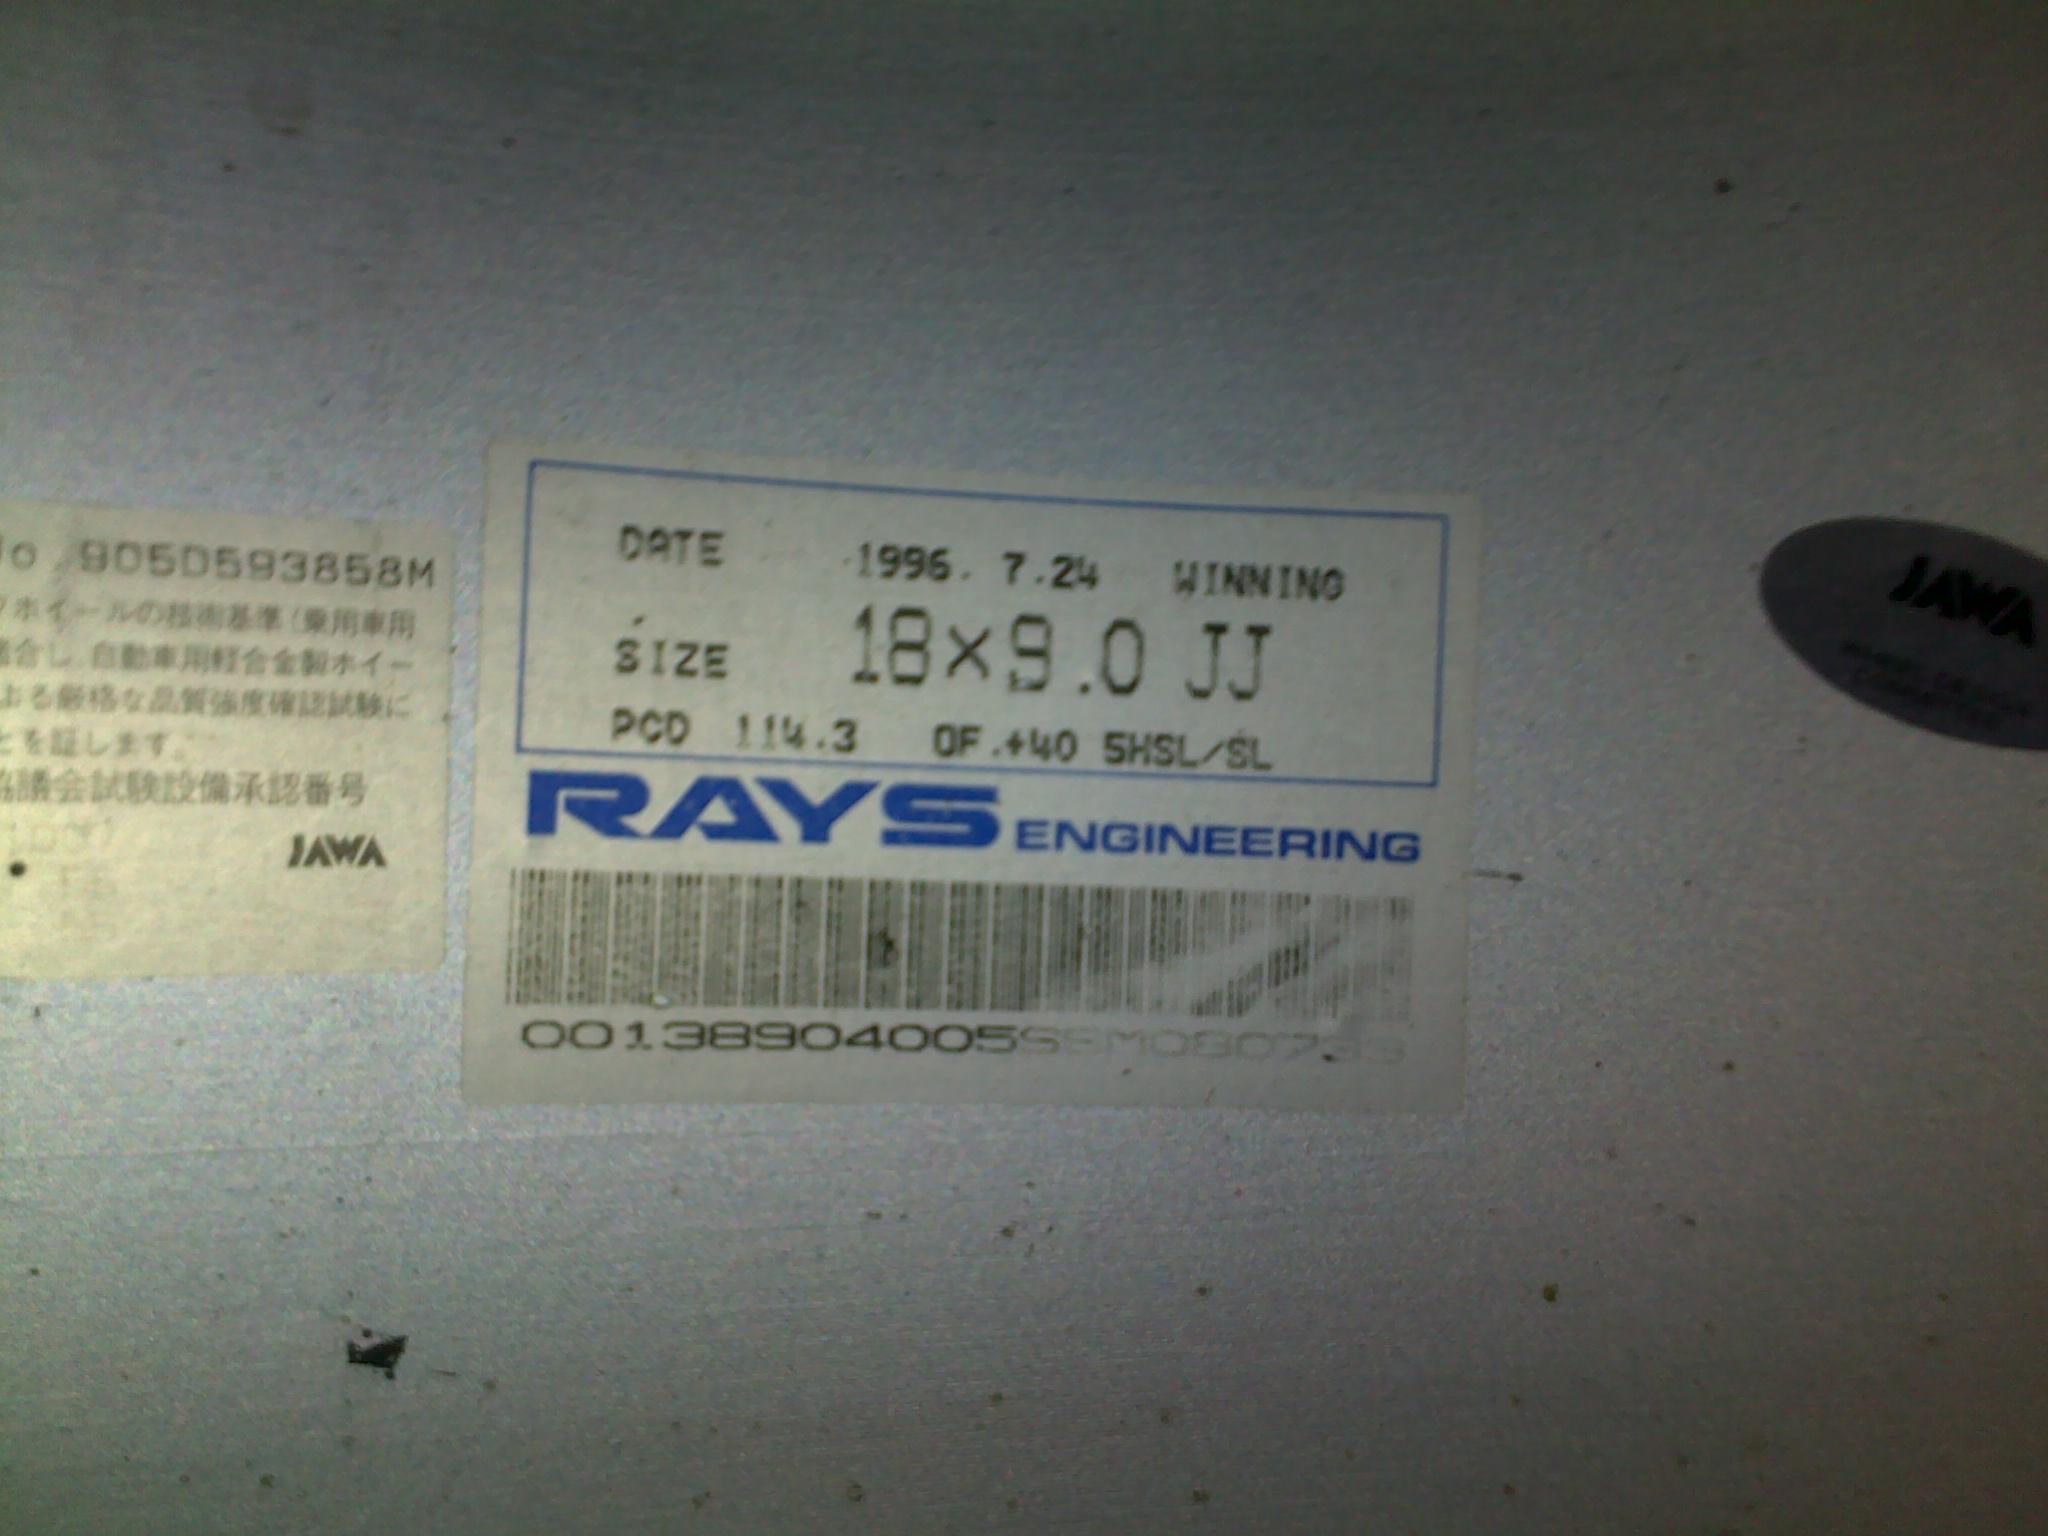 905D593858M
ホイールの技術基準(乗用車用
合し、自動車用軽合金製ホイー
よる厳格な品質強度確認試験に
とを証します。
協議会試験設備承認番号
JAWA
DATE 1996. 7.24 WINNING
SIZE 18×9.0 JJ
PCD 114.3 OF.+40 5HSL/SL
RAYS ENGINEERING
JAWA